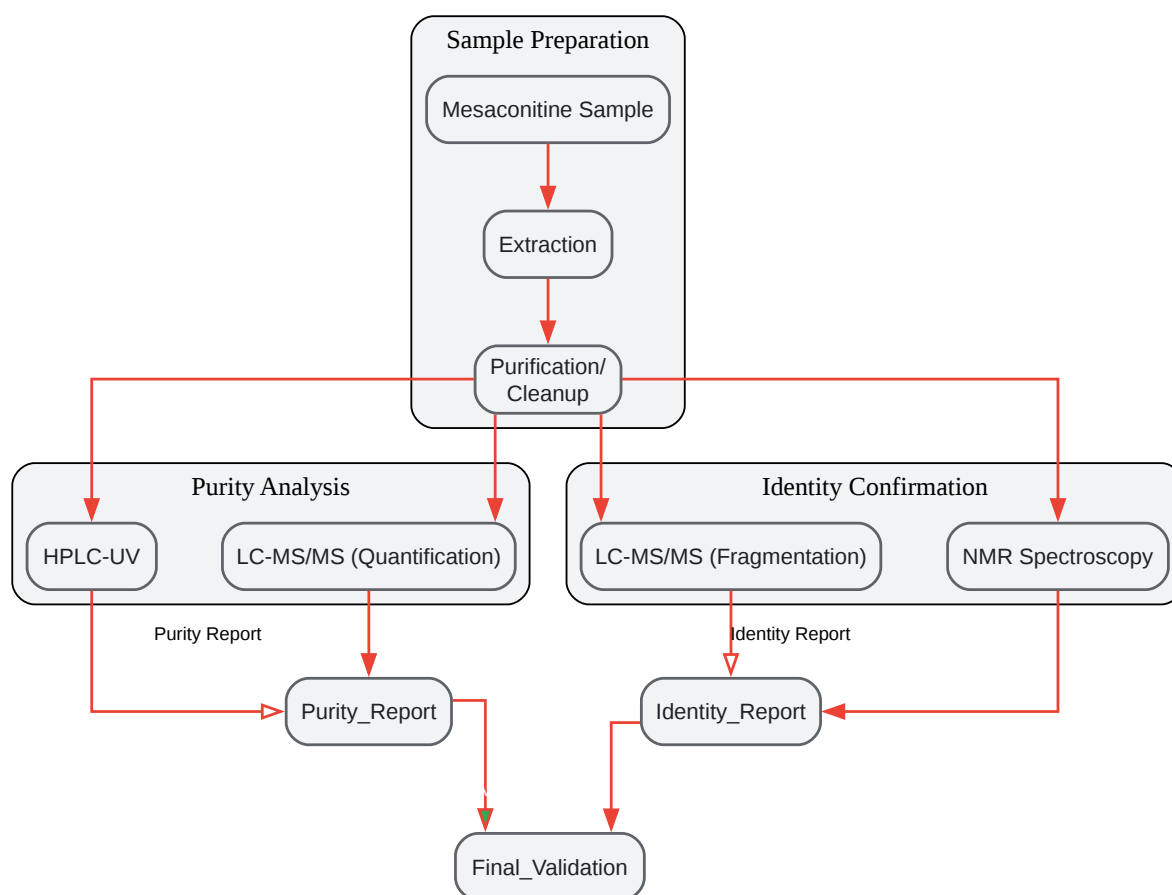 Sample Preparation
Mesaconitine Sample
Extraction
Purification/
Cleanup
Purity Analysis
Identity Confirmation
HPLC-UV
LC-MS/MS (Quantification)
LC-MS/MS (Fragmentation)
NMR Spectroscopy
Purity Report
Identity Report
Purity_Report
Identity_Report
Final_Validation